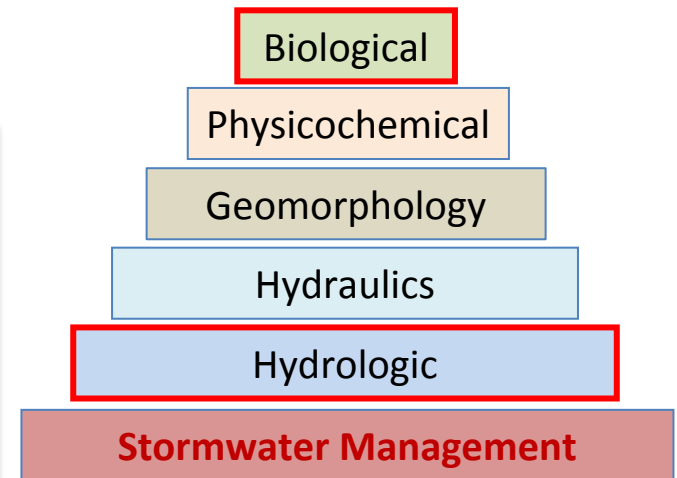 Biological
Physicochemical
Geomorphology
Hydraulics
Hydrologic
Stormwater Management